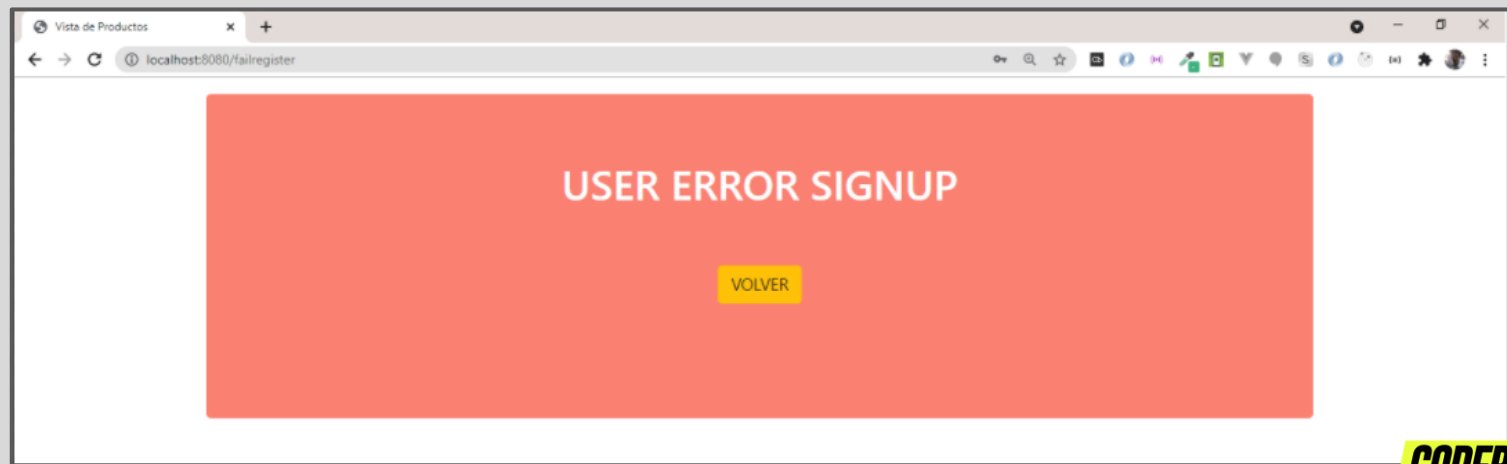 Vista de Productos
localhost:8080/failregister
USER ERROR SIGNUP
VOLVER